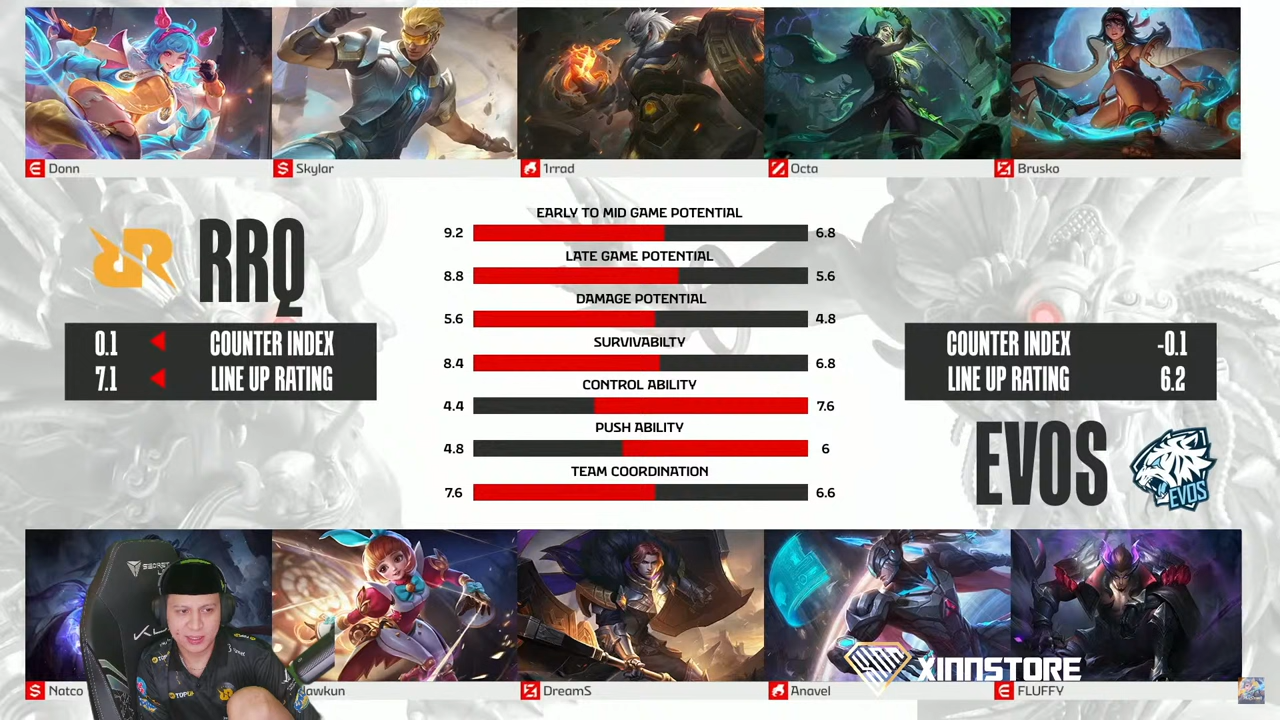 Donn
Skylar
1rrad
Octa
Brusko
EARLY TO MID GAME POTENTIAL
9.2 6.8
LATE GAME POTENTIAL
8.8 5.6
DAMAGE POTENTIAL
5.6 4.8
SURVIVABILTY
8.4 6.8
CONTROL ABILITY
4.4 7.6
PUSH ABILITY
4.8 6
TEAM COORDINATION
7.6 6.6
RRQ
0.1 COUNTER INDEX
7.1 LINE UP RATING
COUNTER INDEX -0.1
LINE UP RATING 6.2
EVOS
EVOS
XINNSTORE
Natco
awkun
DreamS
Anavel
FLUFFY